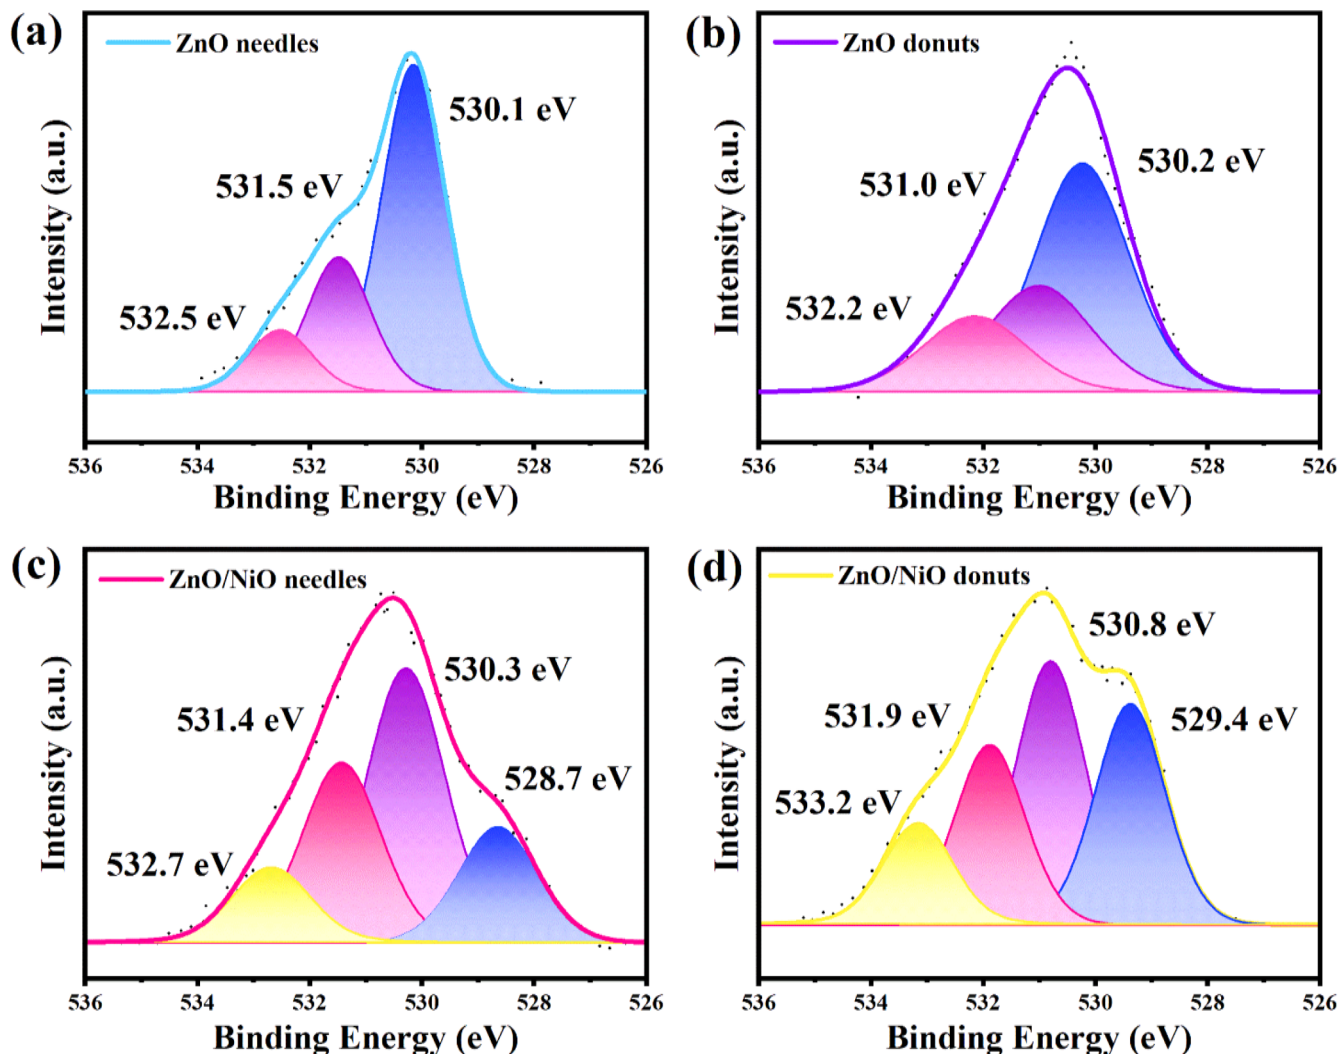 (a)
ZnO needles
530.1 eV
531.5 eV
532.5 eV
Intensity (a.u.)
536 534 532 530 528 526
Binding Energy (eV)
(b)
ZnO donuts
530.2 eV
531.0 eV
532.2 eV
Intensity (a.u.)
536 534 532 530 528 526
Binding Energy (eV)
(c)
ZnO/NiO needles
530.3 eV
531.4 eV
528.7 eV
532.7 eV
Intensity (a.u.)
536 534 532 530 528 526
Binding Energy (eV)
(d)
ZnO/NiO donuts
530.8 eV
531.9 eV
529.4 eV
533.2 eV
Intensity (a.u.)
536 534 532 530 528 526
Binding Energy (eV)